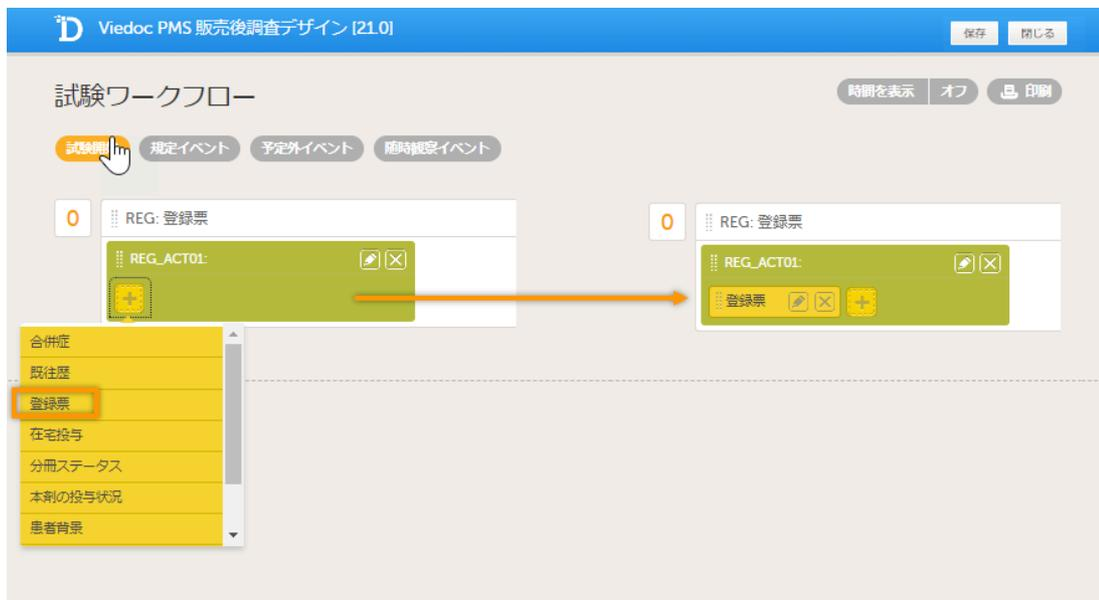 Viedoc PMS 販売後調査デザイン [21.0]
保存
閉じる
試験ワークフロー
時間を表示
オフ
印刷
試験開
規定イベント
予定外イベント
随時観察イベント
0
REG: 登録票
REG_ACT01:
0
REG: 登録票
REG_ACT01:
登録票
合併症
既往歴
登録票
在宅投与
分冊ステータス
本剤の投与状況
患者背景